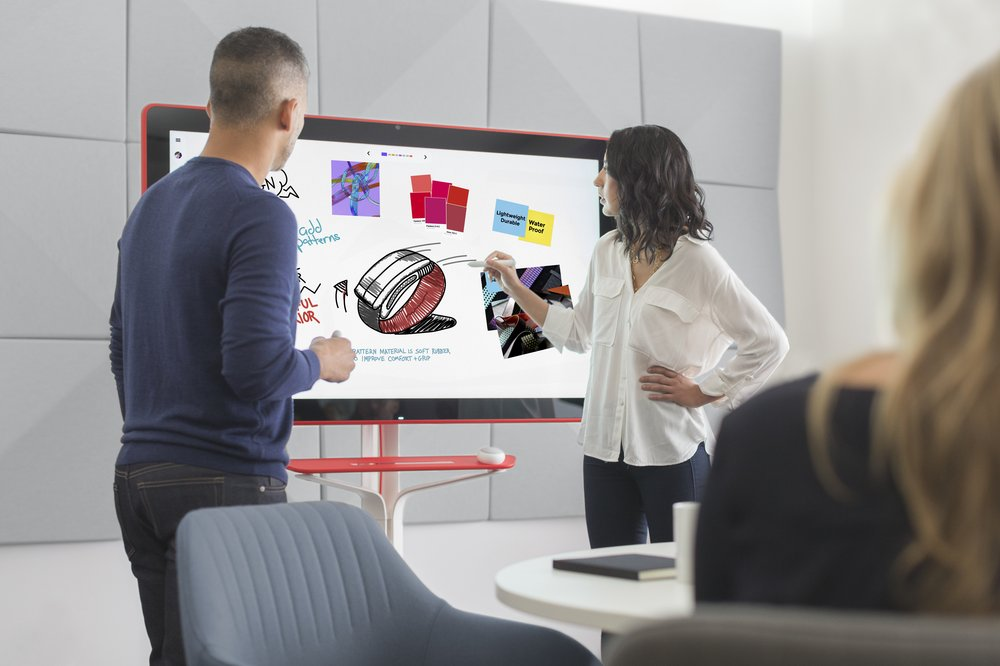 N
Lightweight
Durable
Water
Proof
add
patterns
PATTERN MATERIAL IS SOFT RUBBER
IMPROVE COMFORT + GRIP